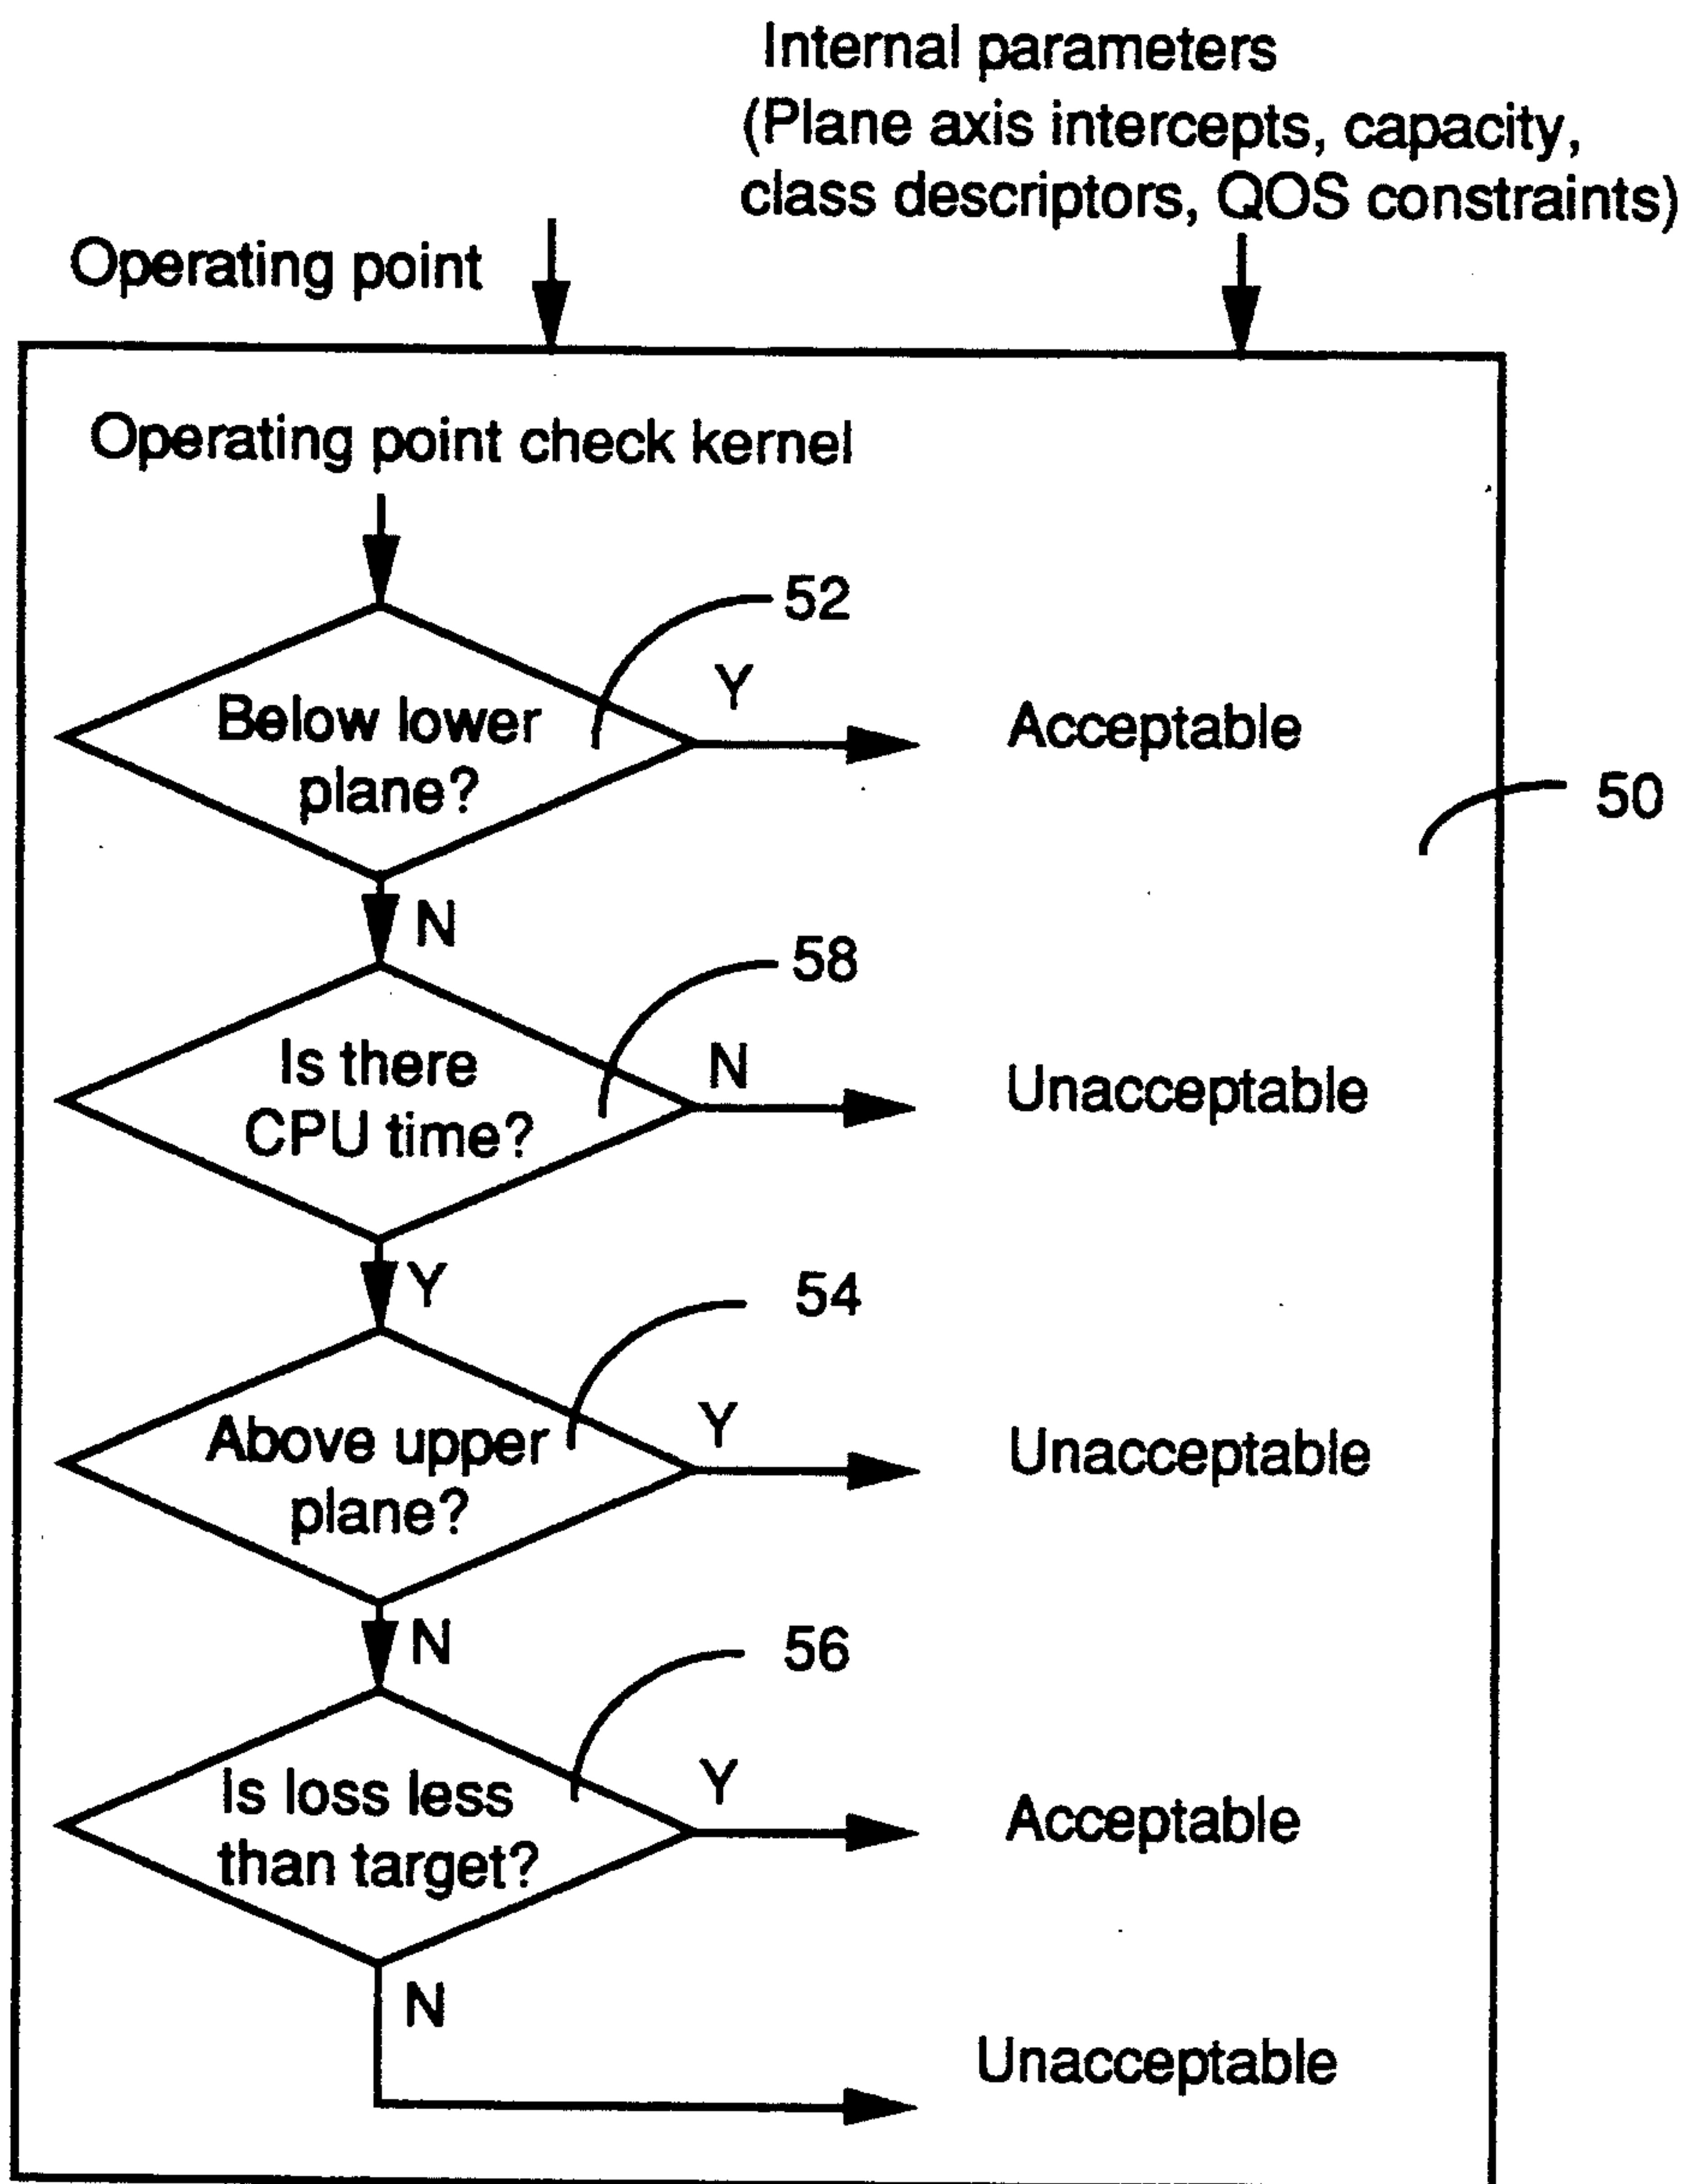 Internal parameters
(Plane axis intercepts, capacity,
class descriptors, QOS constraints)
Operating point
Operating point check kernel
52
Y
Below lower
plane?
Acceptable
50
N
58
Is there
CPU time?
N
Unacceptable
Y
54
Above upper
plane?
Y
Unacceptable
N
56
Is loss less
than target?
Y
Acceptable
N
Unacceptable